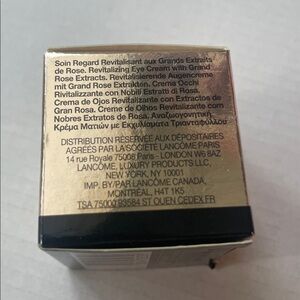 Soin Regard Revitalisant aux Grands Extraits
de Rose. Revitalizing Eye Cream with Grand
Rose Extracts. Revitalisierende Augencreme
mit Grand Rose Extrakten. Crema Occhi
Rivitalizzante con Nobili Estratti di Rosa.
Crema de Ojos Revitalizante con Extractos de
Gran Rosa. Creme de Olhos Revitalizante com
Nobres Extratos de Rosa. Αναζωογονητική
Κρέμα Ματιών με Εκχυλίσματα Τριαντάφυλλου
DISTRIBUTION RÉSERVÉE AUX DÉPOSITAIRES
AGRÉÉS PAR LA SOCIÉTÉ LANCÔME PARIS
14 rue Royale 75008 Paris - LONDON W6 8AZ
LANCÔME, LUXURY PRODUCTS LLC,
NEW YORK, NY 10001
IMP. BY/PAR LANCÔME CANADA,
MONTRÉAL, H4T 1K5
TSA 75000 93584 ST OUEN CEDEX FR